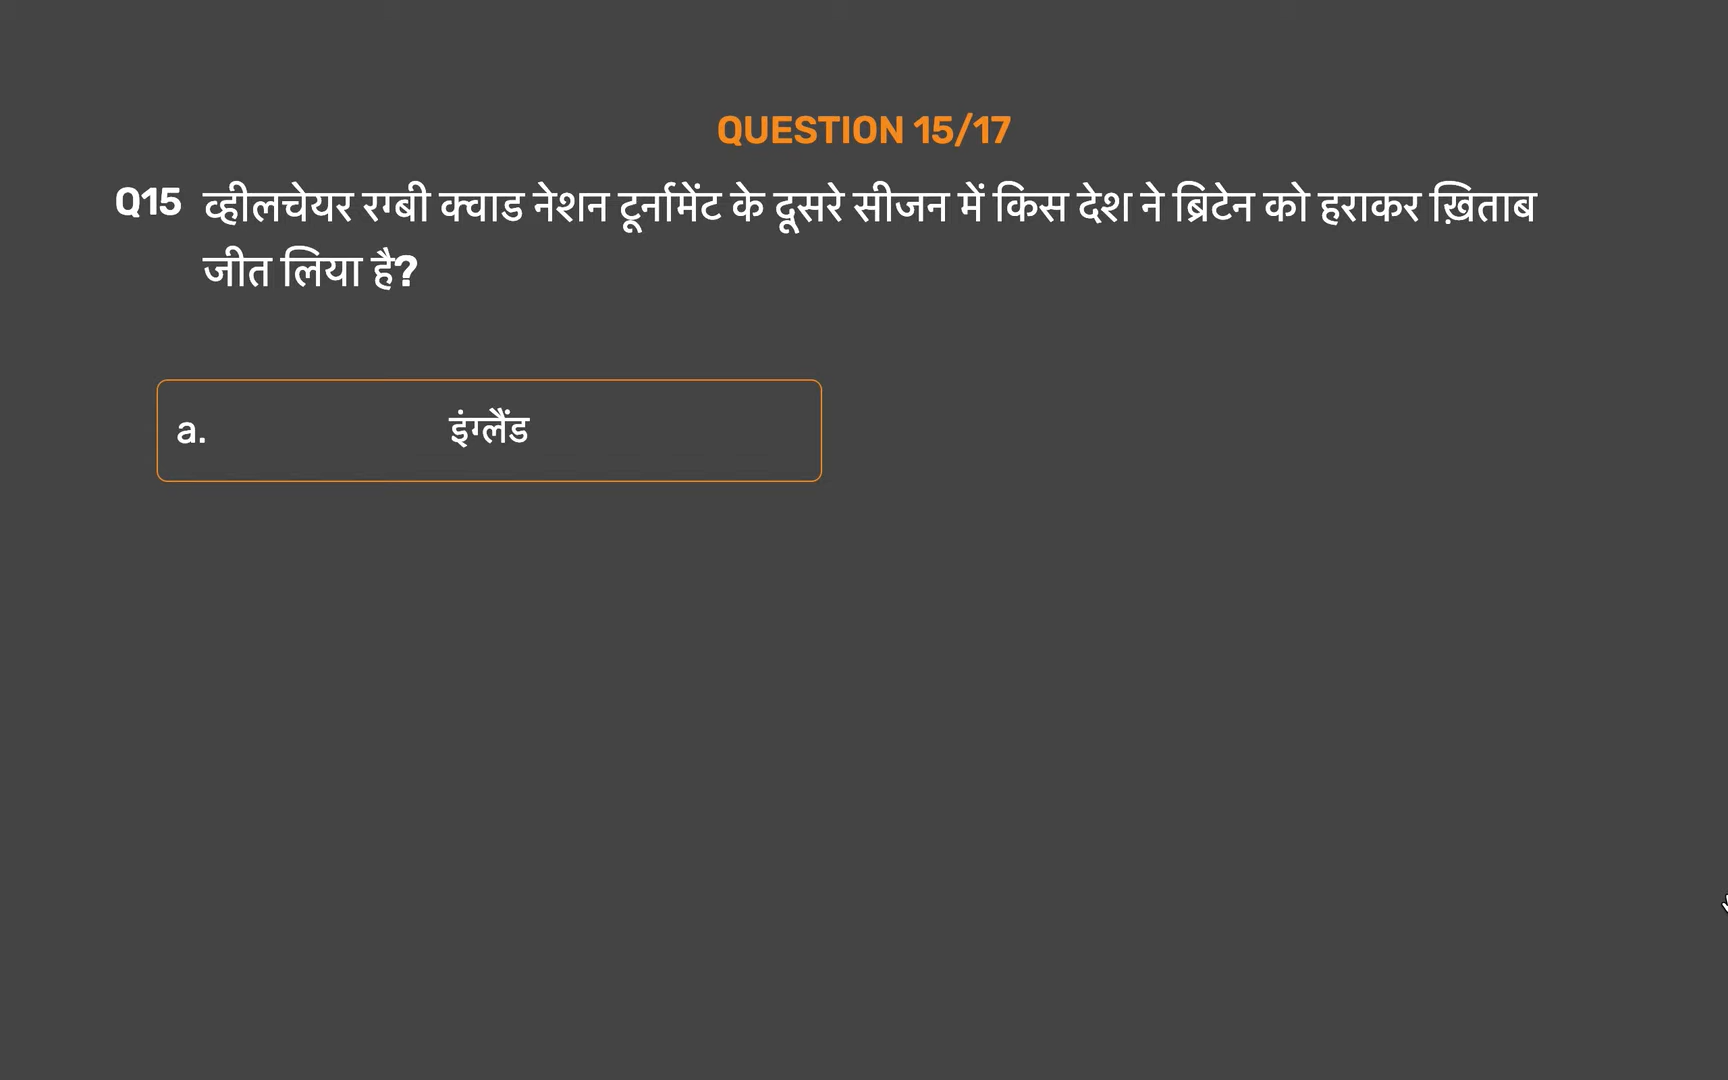 QUESTION 15/17
Q15 व्हीलचेयर रग्बी क्वाड नेशन टूर्नामेंट के दूसरे सीजन में किस देश ने ब्रिटेन को हराकर ख़िताब
जीत लिया है?
a. इंग्लैंड